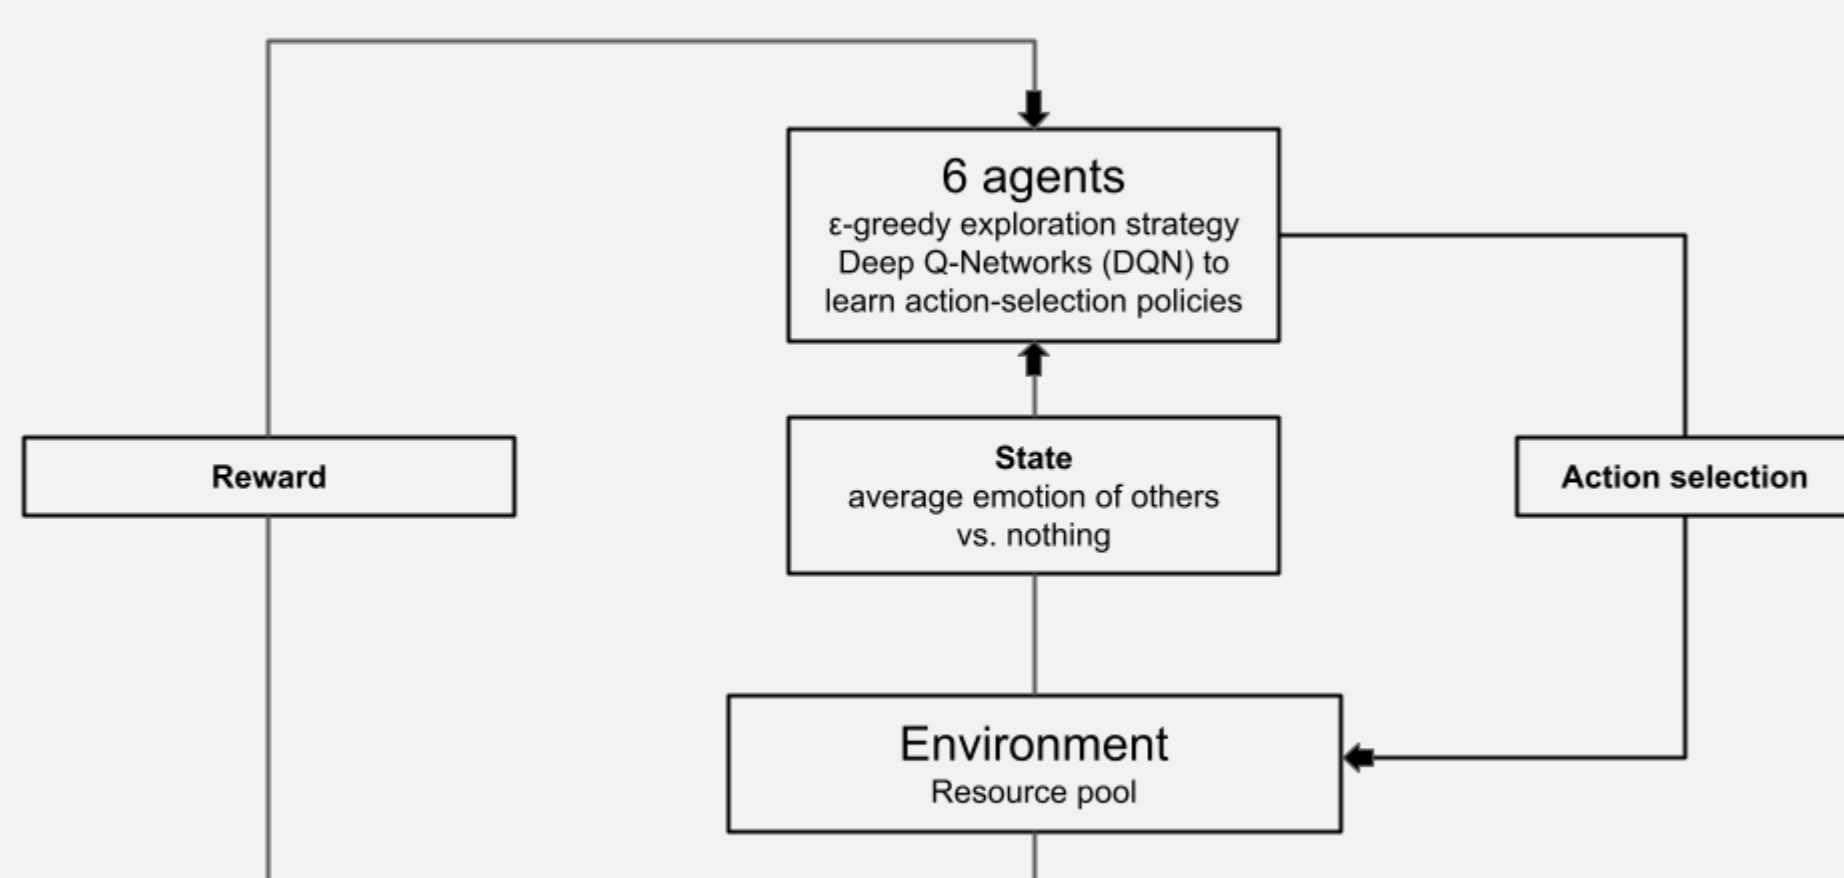 6 agents
ε-greedy exploration strategy
Deep Q-Networks (DQN) to
learn action-selection policies
Reward
State
average emotion of others
vs. nothing
Action selection
Environment
Resource pool